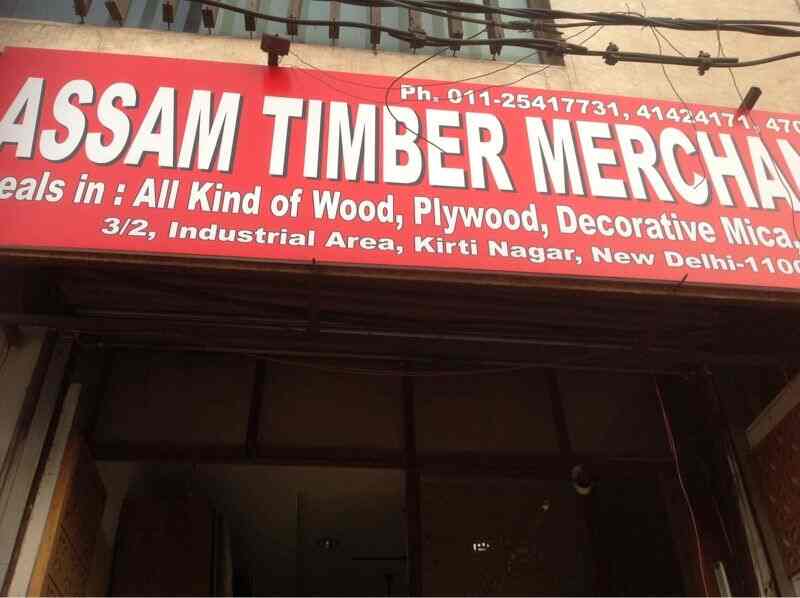 Ph. 011-25417731, 41424171, 470
ASSAM TIMBER MERCHAN
eals in : All Kind of Wood, Plywood, Decorative Mica,
3/2, Industrial Area, Kirti Nagar, New Delhi-1100